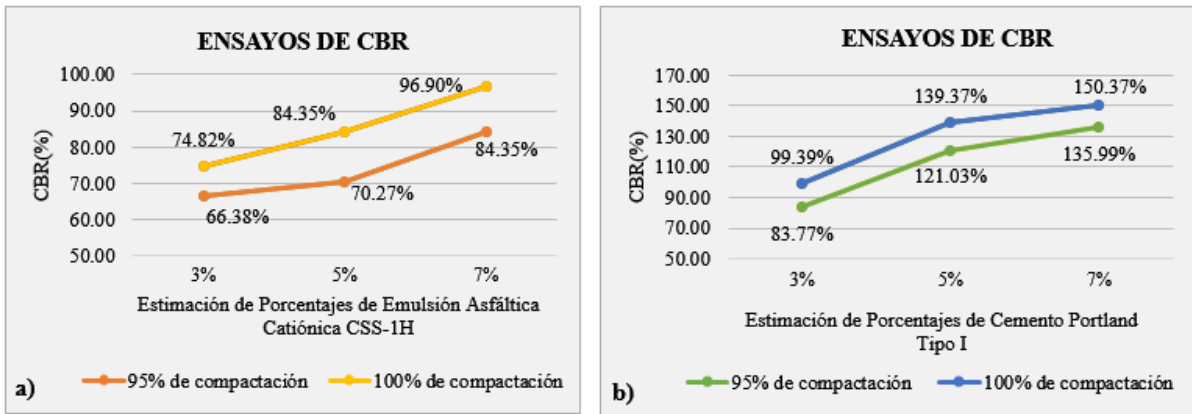 ENSAYOS DE CBR
100.00
90.00
80.00
70.00
60.00
50.00
CBR(%)
74.82%
84.35%
96.90%
66.38%
70.27%
84.35%
3%
5%
7%
Estimación de Porcentajes de Emulsión Asfáltica
Catiónica CSS-1H
95% de compactación
100% de compactación
a)
ENSAYOS DE CBR
170.00
150.00
130.00
110.00
90.00
70.00
50.00
CBR(%)
99.39%
139.37%
150.37%
83.77%
121.03%
135.99%
3%
5%
7%
Estimación de Porcentajes de Cemento Portland
Tipo I
95% de compactación
100% de compactación
b)